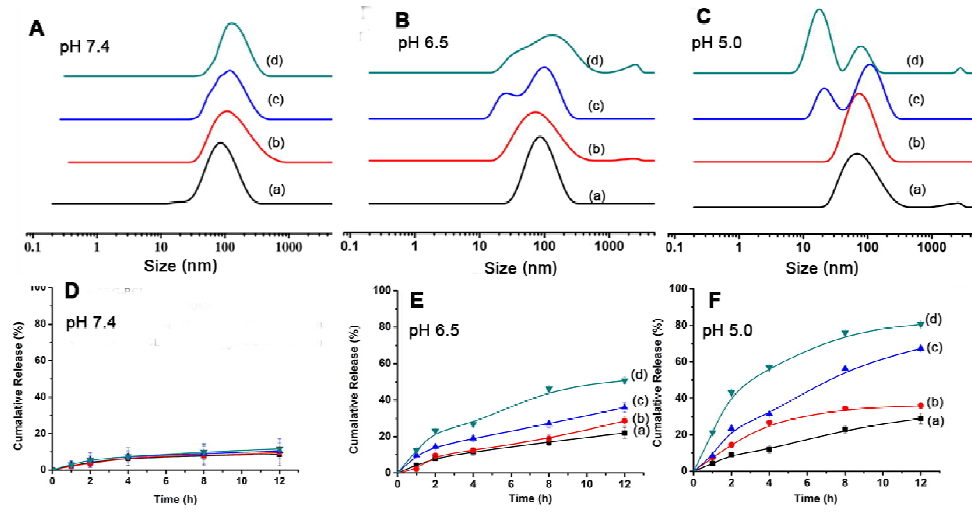 A
pH 7.4
(d)
(c)
(b)
(a)
0.1 1 10 100 1000
Size (nm)
B
pH 6.5
(d)
(c)
(b)
(a)
0.1 1 10 100 1000
Size (nm)
C
pH 5.0
(d)
(c)
(b)
(a)
0.1 1 10 100 1000
Size (nm)
D
pH 7.4
Cumalative Release (%)
100
80
60
40
20
0
0 2 4 6 8 10 12
Time (h)
E
pH 6.5
Cumalative Release (%)
100
80
60
40
20
0
(d)
(c)
(b)
(a)
0 2 4 6 8 10 12
Time (h)
F
pH 5.0
Cumalative Release (%)
100
80
60
40
20
0
(d)
(c)
(b)
(a)
0 2 4 6 8 10 12
Time (h)